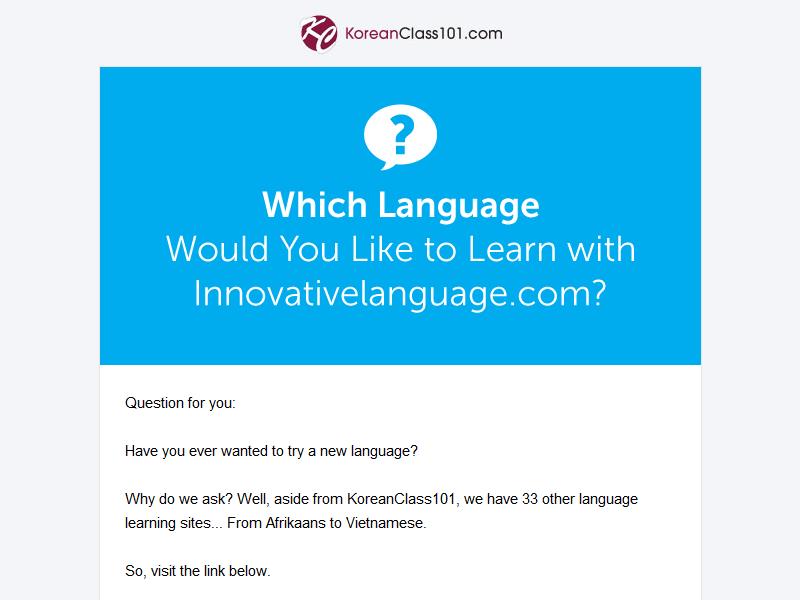 KoreanClass101.com
?
Which Language
Would You Like to Learn with
Innovativelanguage.com?
Question for you:
Have you ever wanted to try a new language?
Why do we ask? Well, aside from KoreanClass101, we have 33 other language
learning sites... From Afrikaans to Vietnamese.
So, visit the link below.